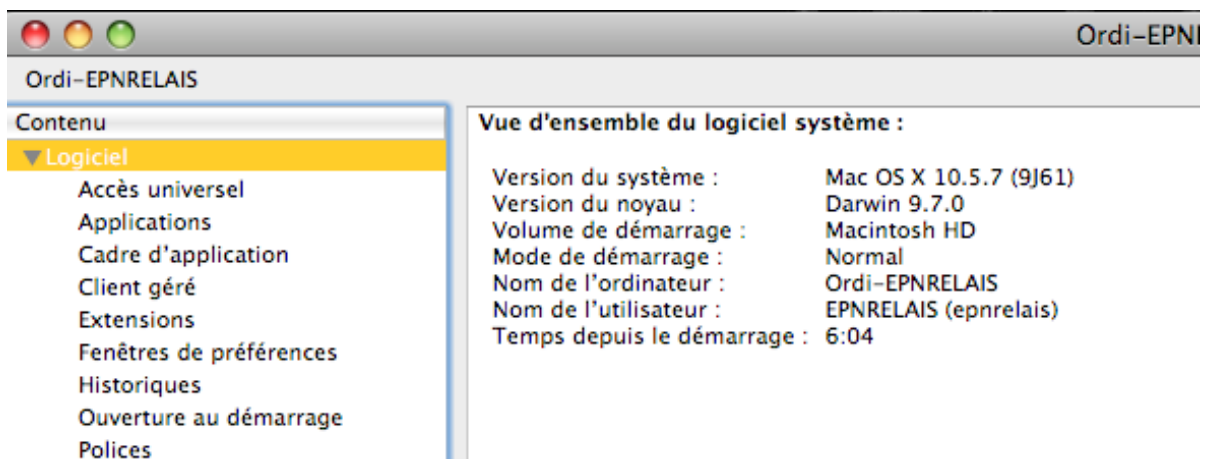 Ordi-EPN
Ordi-EPNRELAIS
Contenu
Logiciel
Accès universel
Applications
Cadre d'application
Client géré
Extensions
Fenêtres de préférences
Historiques
Ouverture au démarrage
Polices
Vue d'ensemble du logiciel système :
Version du système : Mac OS X 10.5.7 (9J61)
Version du noyau : Darwin 9.7.0
Volume de démarrage : Macintosh HD
Mode de démarrage : Normal
Nom de l'ordinateur : Ordi-EPNRELAIS
Nom de l'utilisateur : EPNRELAIS (epnrelais)
Temps depuis le démarrage : 6:04